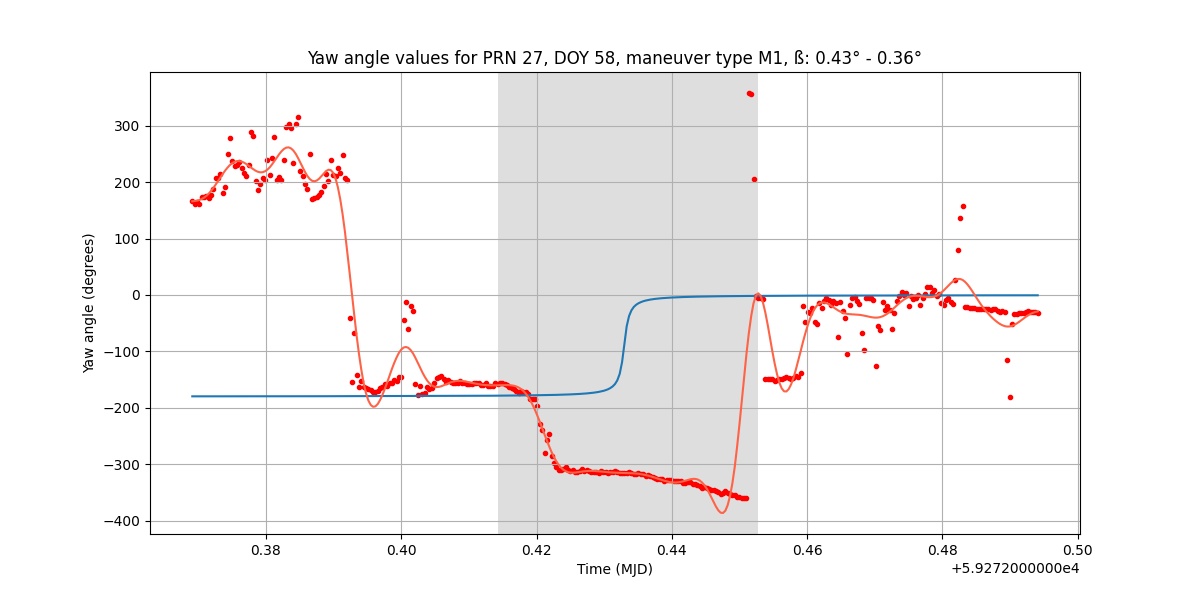 Yaw angle values for PRN 27, DOY 58, maneuver type M1, ß: 0.43° - 0.36°
Yaw angle (degrees)
300
200
100
0
−100
−200
−300
−400
0.38 0.40 0.42 0.44 0.46 0.48 0.50
Time (MJD)
+5.9272000000e4